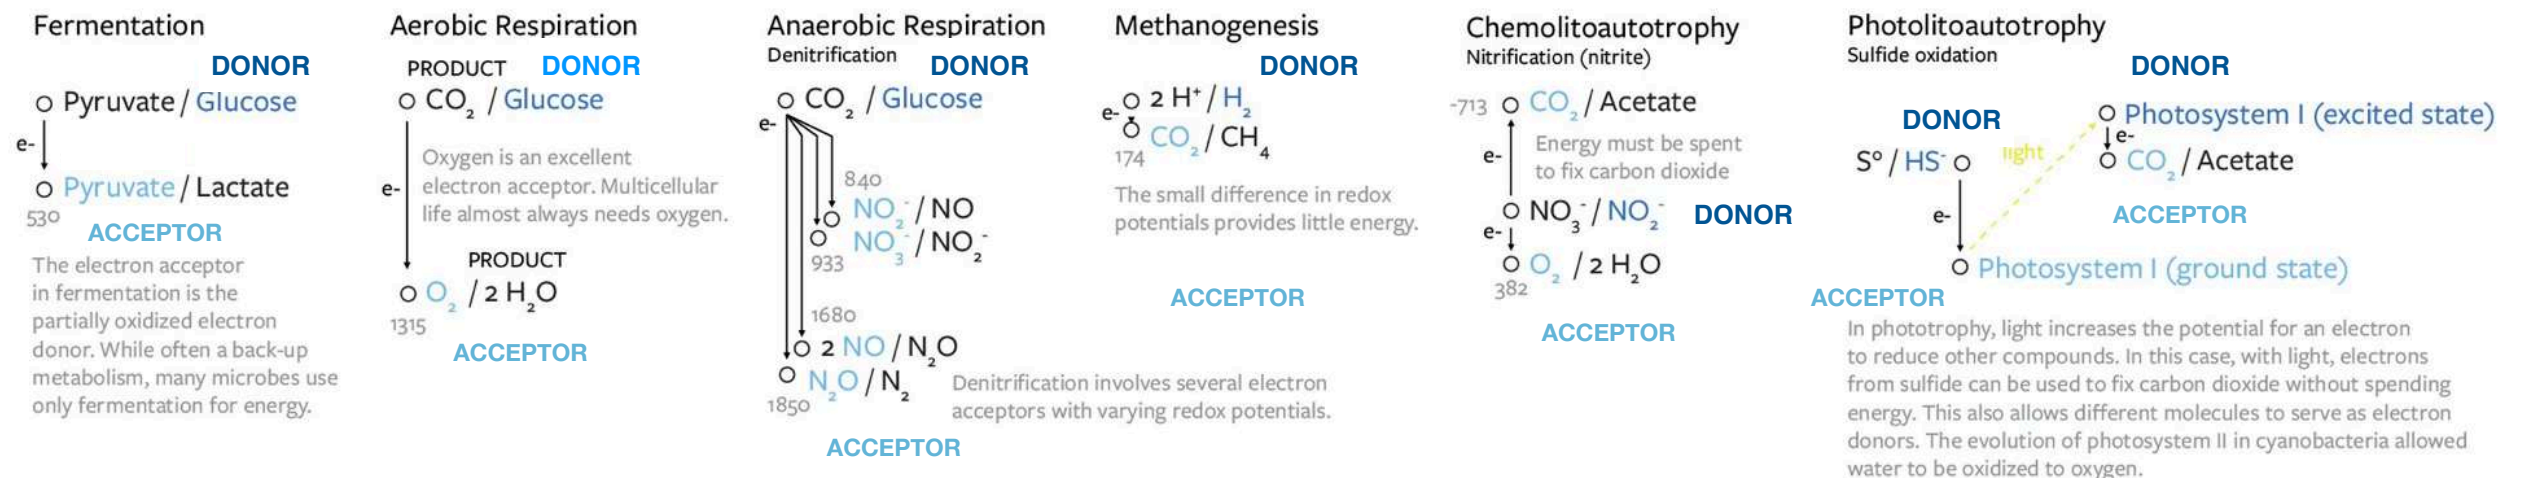 Fermentation
DONOR
Pyruvate / Glucose
e-
Pyruvate / Lactate
530
ACCEPTOR
The electron acceptor
in fermentation is the
partially oxidized electron
donor. While often a back-up
metabolism, many microbes use
only fermentation for energy.
Aerobic Respiration
PRODUCT DONOR
CO₂ / Glucose
Oxygen is an excellent
electron acceptor. Multicellular
life almost always needs oxygen.
e-
PRODUCT
O₂ / 2 H₂O
1315
ACCEPTOR
Anaerobic Respiration
Denitrification DONOR
CO₂ / Glucose
e-
840
NO₂⁻ / NO
NO₃⁻ / NO₂⁻
933
1680
2 NO / N₂O
N₂O / N₂
1850
Denitrification involves several electron
acceptors with varying redox potentials.
ACCEPTOR
Methanogenesis
DONOR
2 H⁺ / H₂
e-
CO₂ / CH₄
174
The small difference in redox
potentials provides little energy.
ACCEPTOR
Chemolitoautotrophy
Nitrification (nitrite)
-713 CO₂ / Acetate
Energy must be spent
to fix carbon dioxide
e-
NO₃⁻ / NO₂⁻ DONOR
e-
O₂ / 2 H₂O
382
ACCEPTOR
Photolitoautotrophy
Sulfide oxidation
DONOR
Photosystem I (excited state)
DONOR
e-
S° / HS⁻
light
CO₂ / Acetate
e-
ACCEPTOR
Photosystem I (ground state)
ACCEPTOR
In phototrophy, light increases the potential for an electron
to reduce other compounds. In this case, with light, electrons
from sulfide can be used to fix carbon dioxide without spending
energy. This also allows different molecules to serve as electron
donors. The evolution of photosystem II in cyanobacteria allowed
water to be oxidized to oxygen.